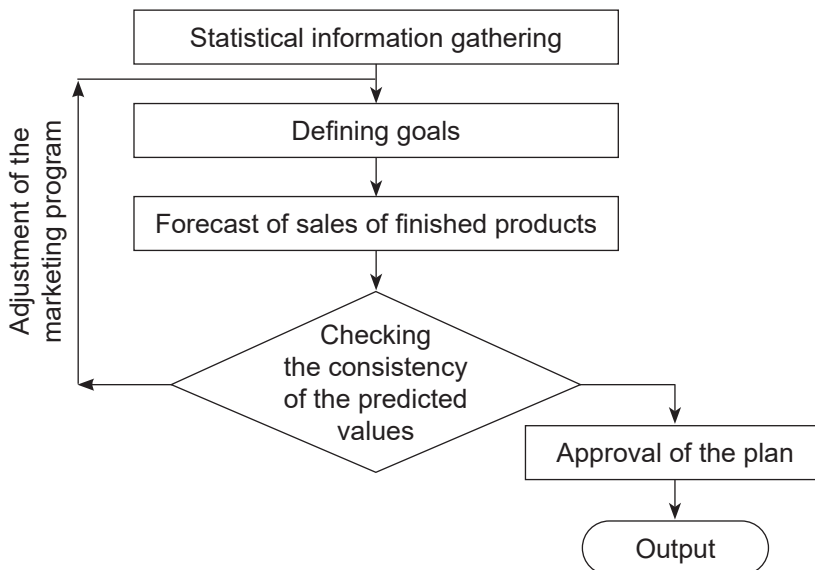 Statistical information gathering
Adjustment of the
marketing program
Defining goals
Forecast of sales of finished products
Checking
the consistency
of the predicted
values
Approval of the plan
Output